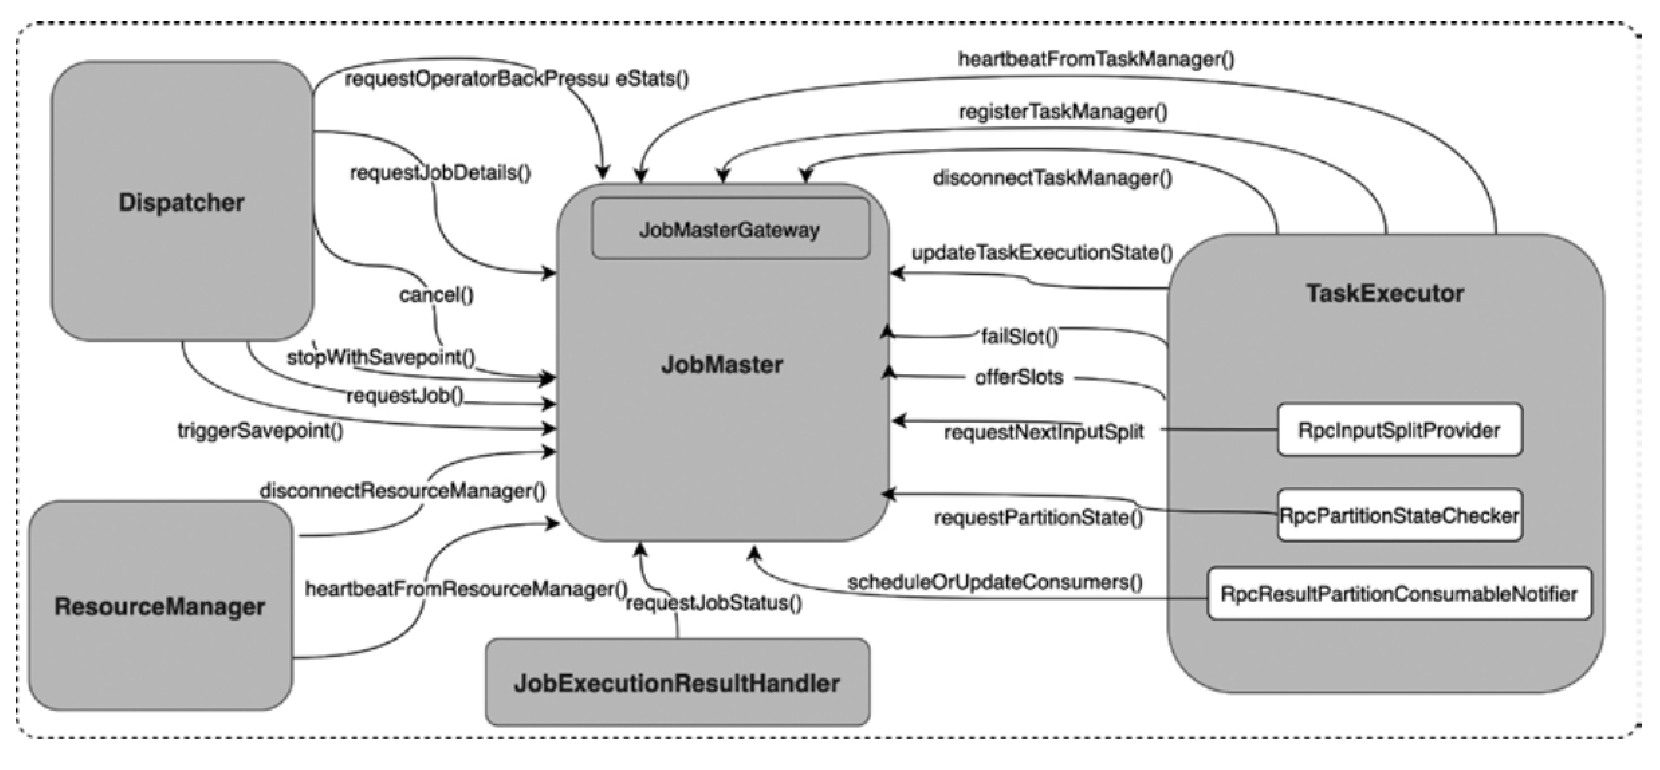 heartbeatFromTaskManager()
requestOperatorBackPressu eStats()
registerTaskManager()
requestJobDetails()
disconnectTaskManager()
Dispatcher
JobMasterGateway
updateTaskExecutionState()
cancel()
TaskExecutor
failSlot()
stopWithSavepoint()
JobMaster
offerSlots
requestJob()
triggerSavepoint()
requestNextInputSplit
RpcInputSplitProvider
disconnectResourceManager()
requestPartitionState()
RpcPartitionStateChecker
heartbeatFromResourceManager()
scheduleOrUpdateConsumers()
RpcResultPartitionConsumableNotifier
ResourceManager
requestJobStatus()
JobExecutionResultHandler